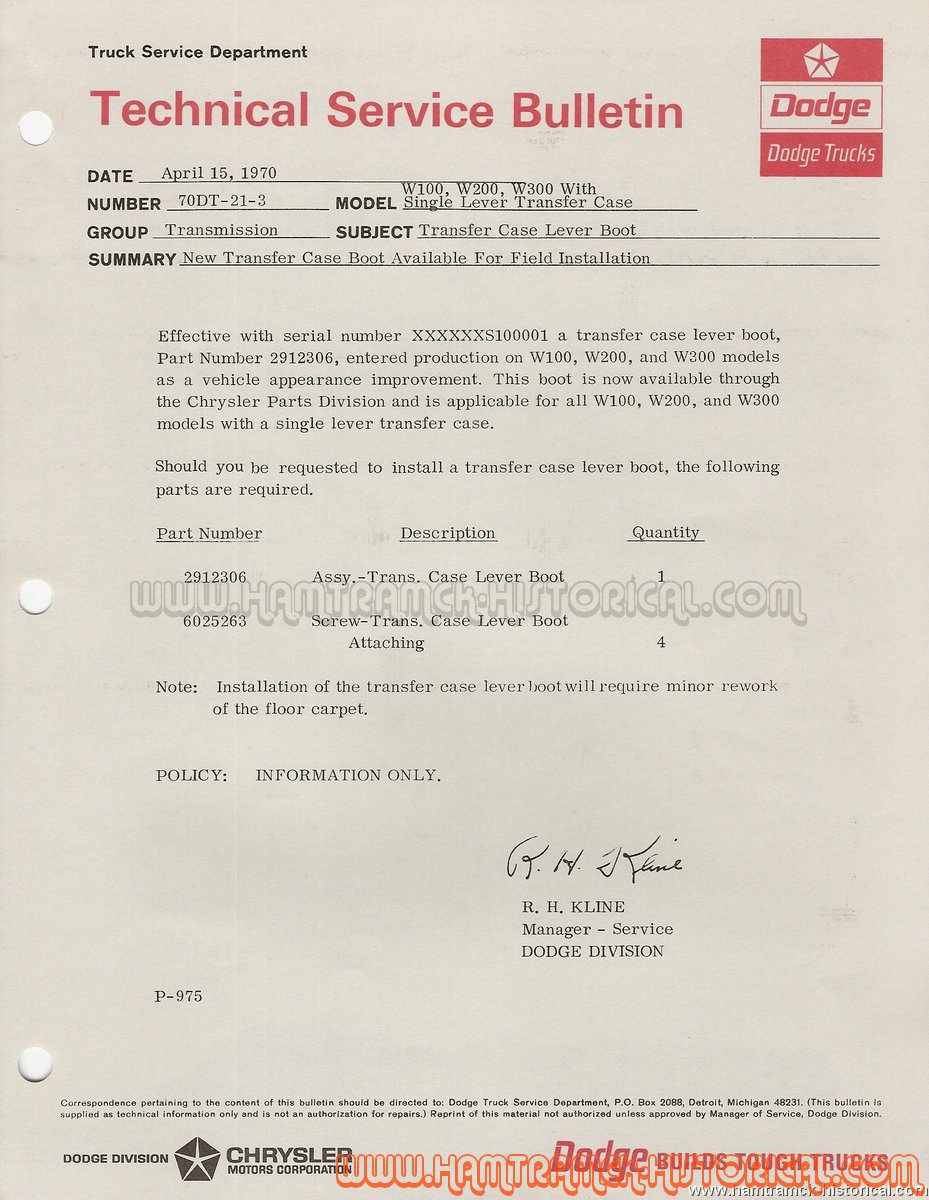 Truck Service Department
Technical Service Bulletin
Dodge
Dodge Trucks
DATE April 15, 1970
W100, W200, W300 With
NUMBER 70DT-21-3 MODEL Single Lever Transfer Case
GROUP Transmission SUBJECT Transfer Case Lever Boot
SUMMARY New Transfer Case Boot Available For Field Installation
Effective with serial number XXXXXXS100001 a transfer case lever boot,
Part Number 2912306, entered production on W100, W200, and W300 models
as a vehicle appearance improvement. This boot is now available through
the Chrysler Parts Division and is applicable for all W100, W200, and W300
models with a single lever transfer case.
Should you be requested to install a transfer case lever boot, the following
parts are required.
Part Number Description Quantity
2912306 Assy.-Trans. Case Lever Boot 1
www.HAMTRAMCK-HISTORICAL.com
6025263 Screw-Trans. Case Lever Boot
Attaching 4
Note: Installation of the transfer case lever boot will require minor rework
of the floor carpet.
POLICY: INFORMATION ONLY.
R. H. Kline
R. H. KLINE
Manager - Service
DODGE DIVISION
P-975
Correspondence pertaining to the content of this bulletin should be directed to: Dodge Truck Service Department, P.O. Box 2088, Detroit, Michigan 48231. (This bulletin is
supplied as technical information only and is not an authorization for repairs.) Reprint of this material not authorized unless approved by Manager of Service, Dodge Division.
DODGE DIVISION CHRYSLER
MOTORS CORPORATION
Dodge BUILDS TOUGH TRUCKS
www.HAMTRAMCK-HISTORICAL.com
www.hamtramck-historical.com